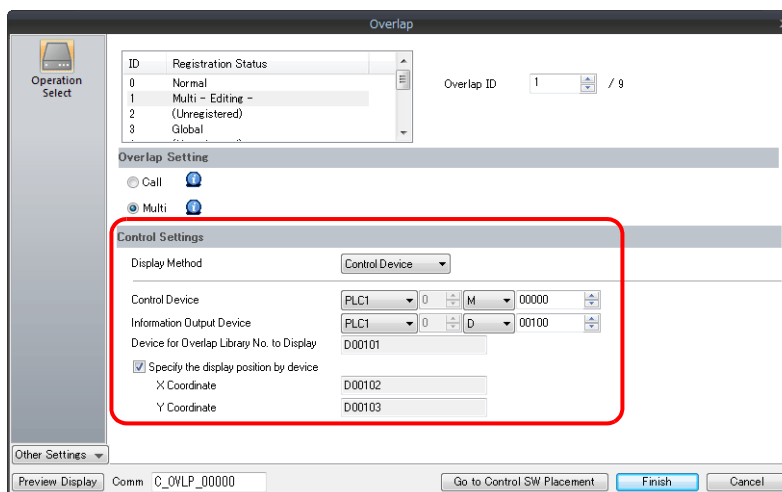 Overlap
Operation
Select
ID Registration Status
0 Normal
1 Multi - Editing -
2 (Unregistered)
3 Global
Overlap ID 1 / 9
Overlap Setting
Call
Multi
Control Settings
Display Method Control Device
Control Device PLC1 0 M 00000
Information Output Device PLC1 0 D 00100
Device for Overlap Library No. to Display D00101
Specify the display position by device
X Coordinate D00102
Y Coordinate D00103
Other Settings
Preview Display Comm C_OVLP_00000 Go to Control SW Placement Finish Cancel